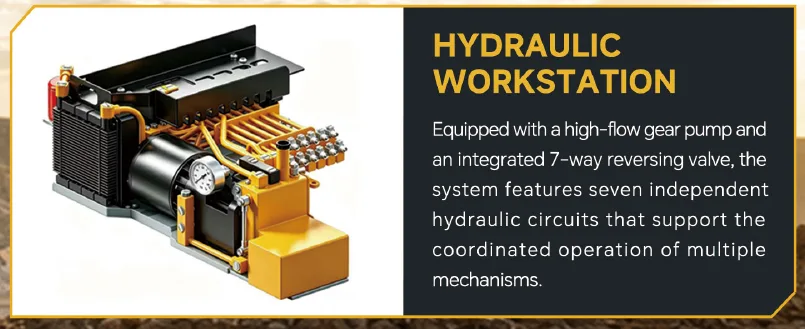 HYDRAULIC
WORKSTATION
Equipped with a high-flow gear pump and
an integrated 7-way reversing valve, the
system features seven independent
hydraulic circuits that support the
coordinated operation of multiple
mechanisms.